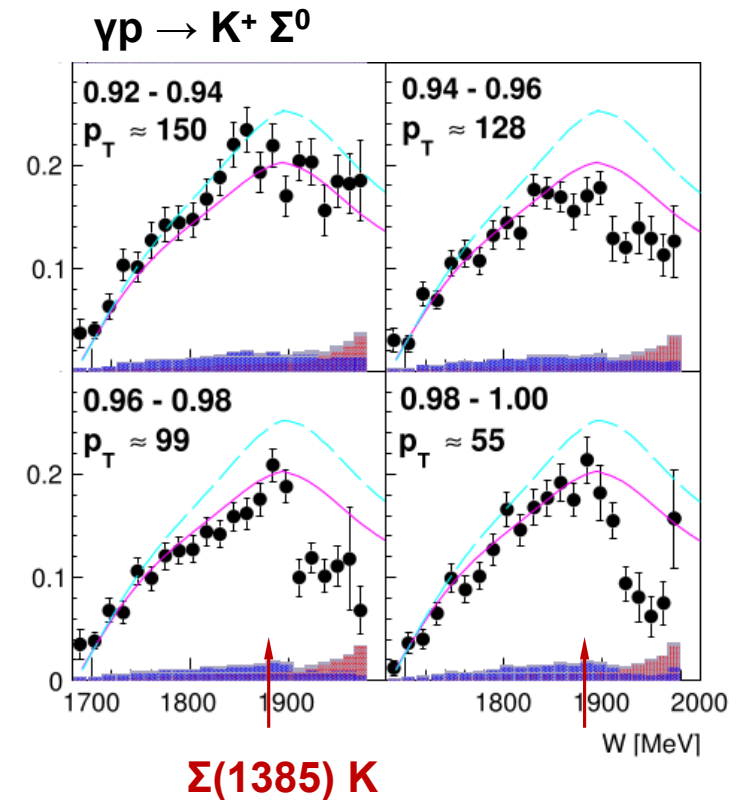 γp → K⁺ Σ⁰
0.92 - 0.94
p_T ≈ 150
0.94 - 0.96
p_T ≈ 128
0.2
0.1
0.96 - 0.98
p_T ≈ 99
0.98 - 1.00
p_T ≈ 55
0.2
0.1
0
1700 1800 1900 1800 1900 2000
W [MeV]
Σ(1385) K